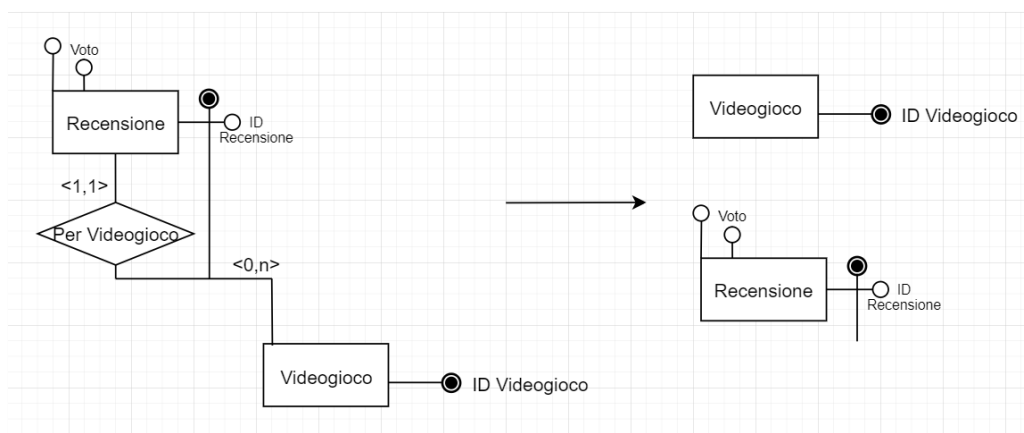 Voto
Recensione
ID
Recensione
<1,1>
Per Videogioco
<0,n>
Videogioco
ID Videogioco
Videogioco
ID Videogioco
Voto
Recensione
ID
Recensione